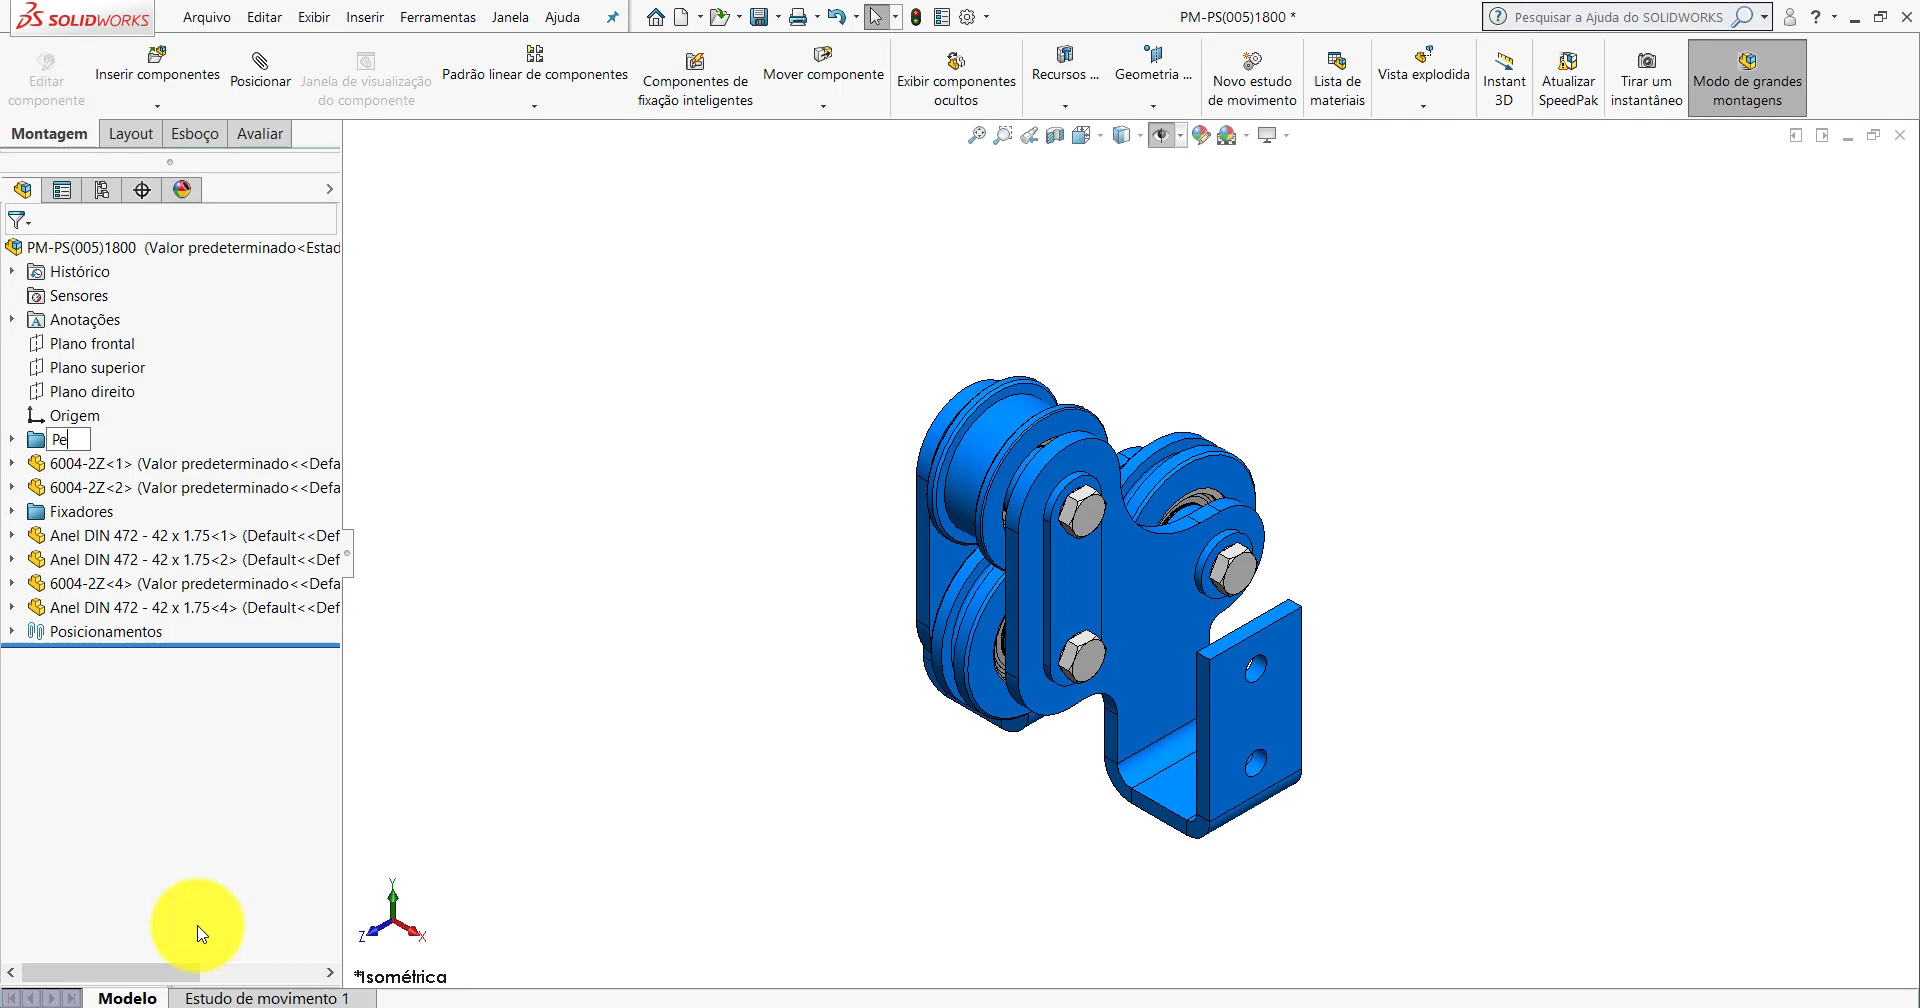 SOLIDWORKS
Arquivo Editar Exibir Inserir Ferramentas Janela Ajuda
PM-PS(005)1800 *
Pesquisar a Ajuda do SOLIDWORKS
?
Editar componente
Inserir componentes
Posicionar
Janela de visualização do componente
Padrão linear de componentes
Componentes de fixação inteligentes
Mover componente
Exibir componentes ocultos
Recursos ...
Geometria ...
Novo estudo de movimento
Lista de materiais
Vista explodida
Instant 3D
Atualizar SpeedPak
Tirar um instantâneo
Modo de grandes montagens
Montagem Layout Esboço Avaliar
PM-PS(005)1800 (Valor predeterminado<Estad
Histórico
Sensores
Anotações
Plano frontal
Plano superior
Plano direito
Origem
Pe
6004-2Z<1> (Valor predeterminado<<Defa
6004-2Z<2> (Valor predeterminado<<Defa
Fixadores
Anel DIN 472 - 42 x 1.75<1> (Default<<Def
Anel DIN 472 - 42 x 1.75<2> (Default<<Def
6004-2Z<4> (Valor predeterminado<<Defa
Anel DIN 472 - 42 x 1.75<4> (Default<<Def
Posicionamentos
Y
Z
X
*Isométrica
Modelo Estudo de movimento 1